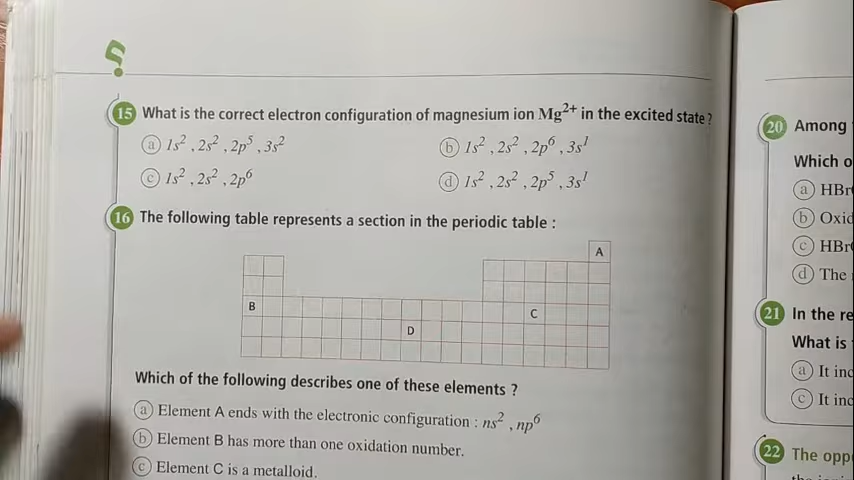 15 What is the correct electron configuration of magnesium ion Mg²⁺ in the excited state ?
a 1s² , 2s² , 2p⁵ , 3s²
b 1s² , 2s² , 2p⁶ , 3s¹
c 1s² , 2s² , 2p⁶
d 1s² , 2s² , 2p⁵ , 3s¹
16 The following table represents a section in the periodic table :
A
B
C
D
Which of the following describes one of these elements ?
a Element A ends with the electronic configuration : ns² , np⁶
b Element B has more than one oxidation number.
c Element C is a metalloid.
20 Among
Which o
a HBr
b Oxid
c HBr
d The
21 In the re
What is
a It inc
c It inc
22 The opp